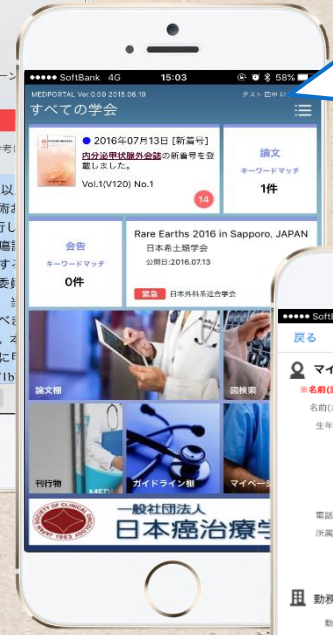 ●●●●● SoftBank 4G 15:03 58%
MEDPORTAL Ver.0.09 2015.06.19
すべての学会
● 2016年07月13日 [新着号]
内分泌甲状腺外会誌の新着号を登
載しました。
Vol.1(V120) No.1
14
論文
キーワードマッチ
1件
会告
キーワードマッチ
0件
Rare Earths 2016 in Sapporo, JAPAN
日本希土類学会
公開日:2016.07.13
緊急 日本外科系連合学会
論文棚
図検索
刊行物
ガイドライン棚
マイペー
一般社団法人
日本癌治療学
●●●●● SoftB
戻る
マイ
※名前(
名前(
生年
電話
所属
勤務
勤